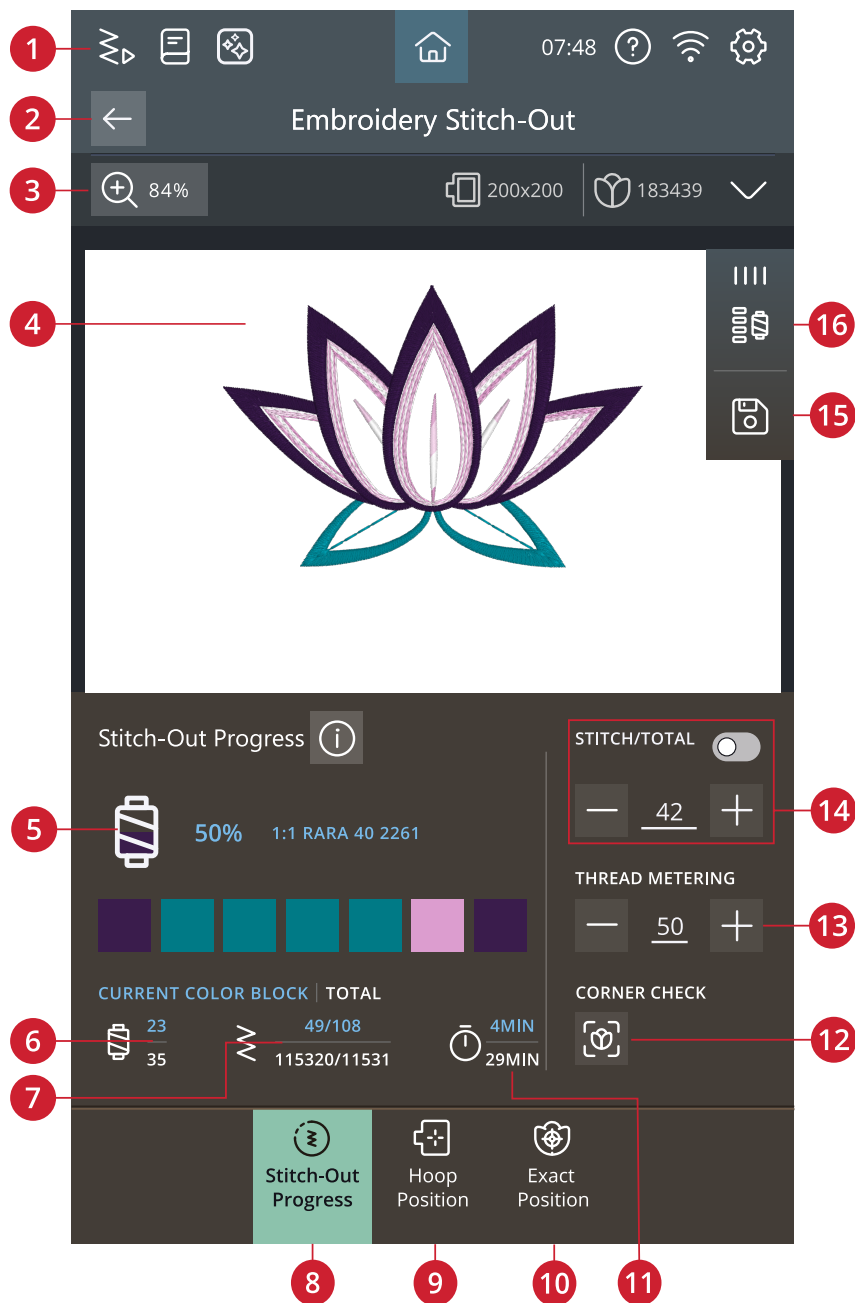 1
07:48
2
Embroidery Stitch-Out
3
84%
200x200
183439
4
16
15
Stitch-Out Progress
STITCH/TOTAL
42
14
5
50%
1:1 RARA 40 2261
THREAD METERING
50
13
CURRENT COLOR BLOCK | TOTAL
CORNER CHECK
6
23
35
49/108
115320/11531
4MIN
29MIN
12
7
Stitch-Out
Progress
Hoop
Position
Exact
Position
8
9
10
11